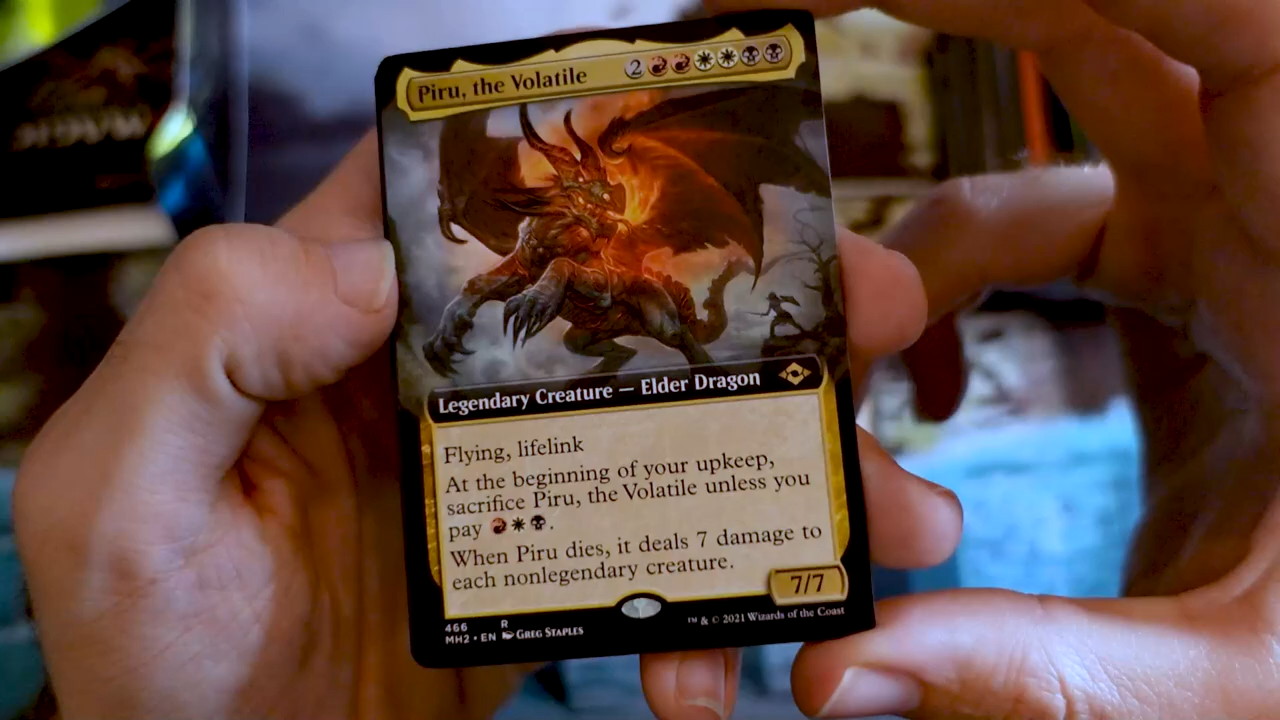 Piru, the Volatile 2
Legendary Creature — Elder Dragon
Flying, lifelink
At the beginning of your upkeep,
sacrifice Piru, the Volatile unless you
pay .
When Piru dies, it deals 7 damage to
each nonlegendary creature.
7/7
466 R
MH2 • EN GREG STAPLES
™ & © 2021 Wizards of the Coast